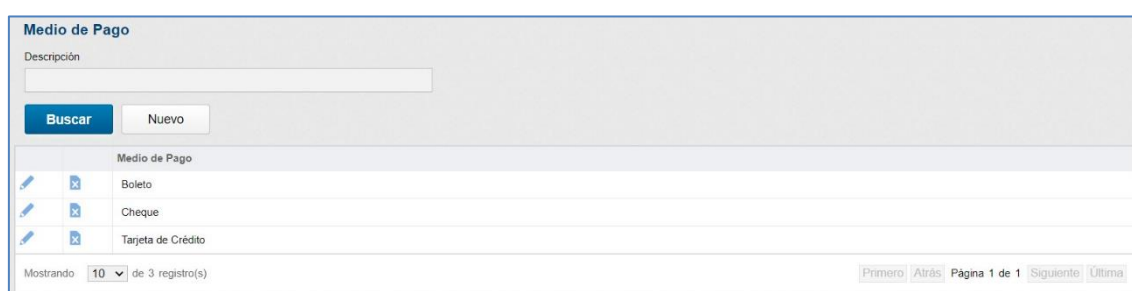 Medio de Pago
Descripción
Buscar Nuevo
Medio de Pago
Boleto
Cheque
Tarjeta de Crédito
Mostrando 10 de 3 registro(s) Primero Atrás Página 1 de 1 Siguiente Última